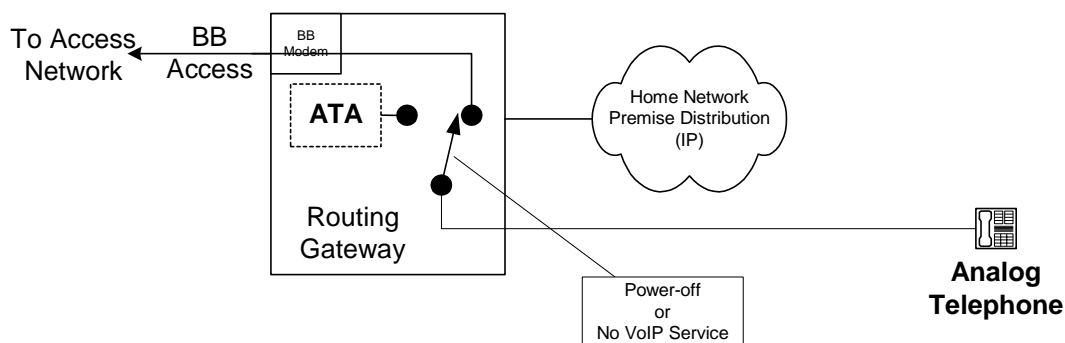 To Access
Network
BB
Access
BB
Modem
ATA
Home Network
Premise Distribution
(IP)
Routing
Gateway
Power-off
or
No VoIP Service
Analog
Telephone